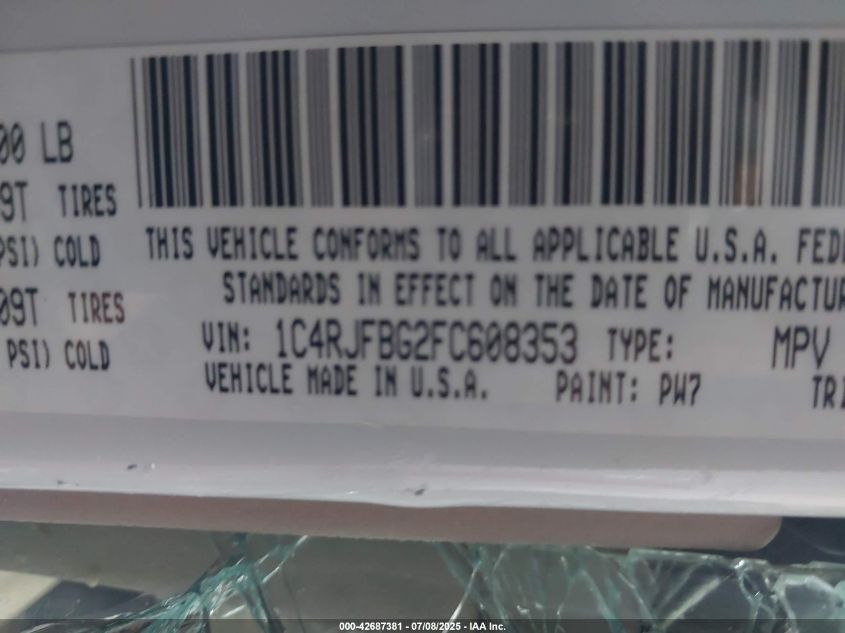 00 LB
9T TIRES
PSI) COLD
09T TIRES
PSI) COLD
THIS VEHICLE CONFORMS TO ALL APPLICABLE U.S.A. FEDE
STANDARDS IN EFFECT ON THE DATE OF MANUFACTUR
VIN: 1C4RJFBG2FC608353 TYPE: MPV
VEHICLE MADE IN U.S.A. PAINT: PW7 TRI
000-42687381 - 07/08/2025 - IAA Inc.